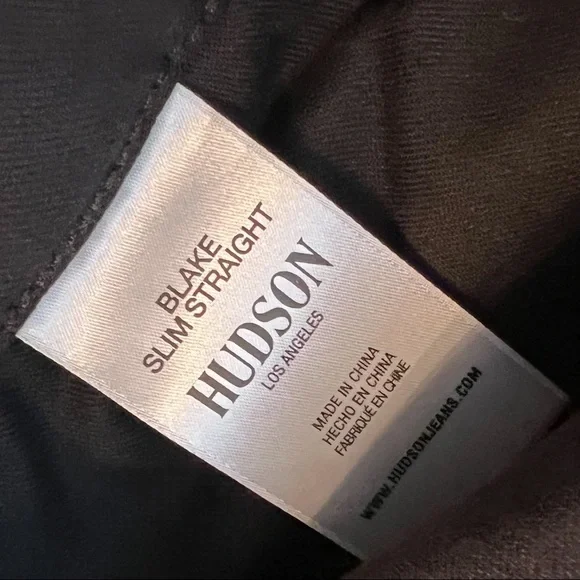 BLAKE
SLIM STRAIGHT
HUDSON
LOS ANGELES
MADE IN CHINA
HECHO EN CHINA
FABRIQUÉ EN CHINE
WWW.HUDSONJEANS.COM